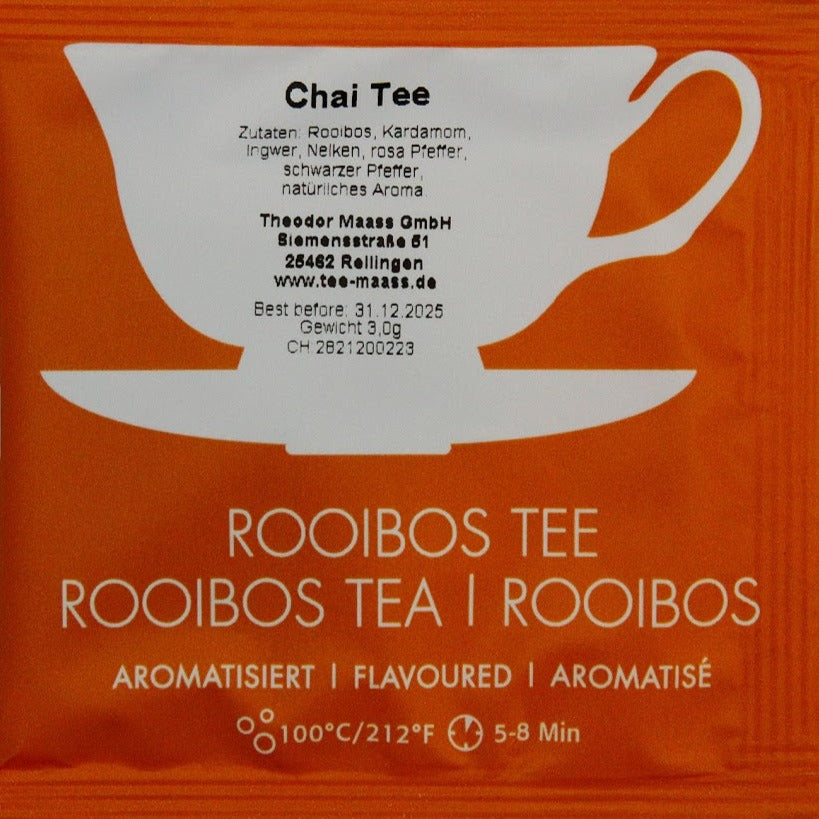 Chai Tee
Zutaten: Rooibos, Kardamom,
Ingwer, Nelken, rosa Pfeffer,
schwarzer Pfeffer,
natürliches Aroma.
Theodor Maass GmbH
Siemensstraße 51
25462 Rellingen
www.tee-maass.de
Best before: 31.12.2025
Gewicht 3,0g
CH 2821200223
ROOIBOS TEE
ROOIBOS TEA | ROOIBOS
AROMATISIERT | FLAVOURED | AROMATISÉ
100°C/212°F 5-8 Min